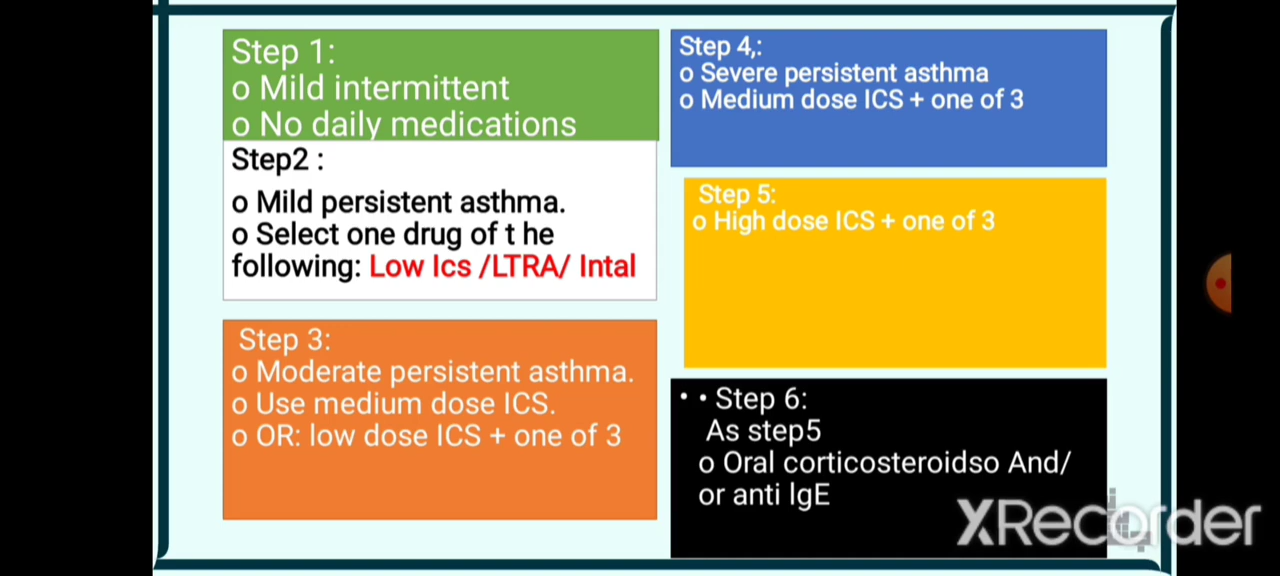 Step 1:
o Mild intermittent
o No daily medications
Step2 :
o Mild persistent asthma.
o Select one drug of t he
following: Low Ics /LTRA/ Intal
Step 3:
o Moderate persistent asthma.
o Use medium dose ICS.
o OR: low dose ICS + one of 3
Step 4,:
o Severe persistent asthma
o Medium dose ICS + one of 3
Step 5:
o High dose ICS + one of 3
• • Step 6:
As step5
o Oral corticosteroidso And/
or anti IgE
XRecorder